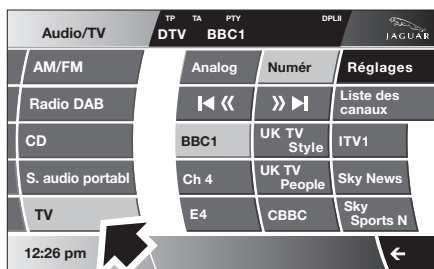 Audio/TV
TP TA PTY DPLII
DTV BBC1
JAGUAR
AM/FM
Analog
Numér
Réglages
Radio DAB
Liste des
canaux
CD
BBC1
UK TV
Style
ITV1
S. audio portabl
Ch 4
UK TV
People
Sky News
TV
E4
CBBC
Sky
Sports N
12:26 pm